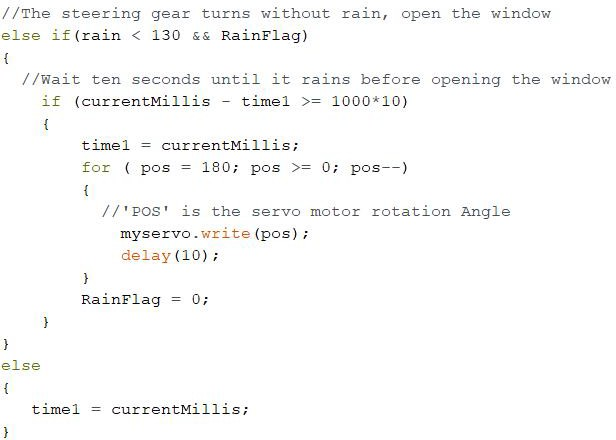 //The steering gear turns without rain, open the window
else if(rain < 130 && RainFlag)
{
//Wait ten seconds until it rains before opening the window
if (currentMillis - time1 >= 1000*10)
{
time1 = currentMillis;
for ( pos = 180; pos >= 0; pos--)
{
//'POS' is the servo motor rotation Angle
myservo.write(pos);
delay(10);
}
RainFlag = 0;
}
}
else
{
time1 = currentMillis;
}